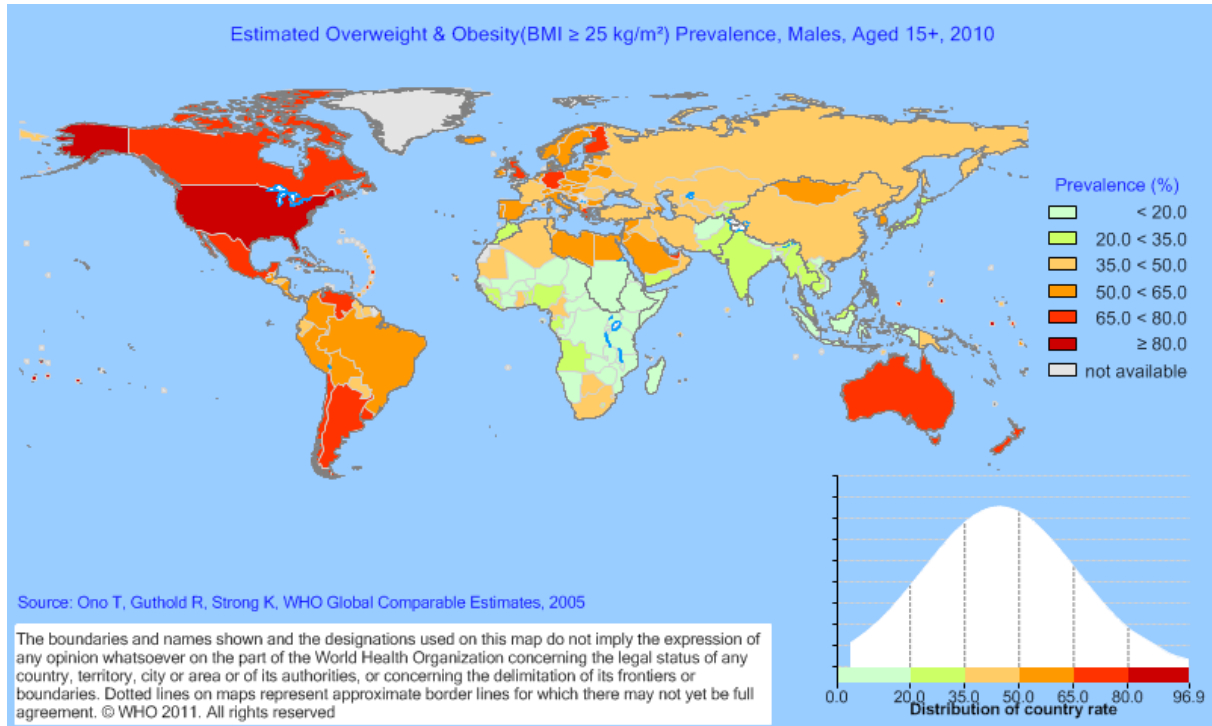 Estimated Overweight & Obesity(BMI ≥ 25 kg/m²) Prevalence, Males, Aged 15+, 2010
Prevalence (%)
< 20.0
20.0 < 35.0
35.0 < 50.0
50.0 < 65.0
65.0 < 80.0
≥ 80.0
not available
Source: Ono T, Guthold R, Strong K, WHO Global Comparable Estimates, 2005
The boundaries and names shown and the designations used on this map do not imply the expression of
any opinion whatsoever on the part of the World Health Organization concerning the legal status of any
country, territory, city or area or of its authorities, or concerning the delimitation of its frontiers or
boundaries. Dotted lines on maps represent approximate border lines for which there may not yet be full
agreement. © WHO 2011. All rights reserved
0.0 20.0 35.0 50.0 65.0 80.0 96.9
Distribution of country rate